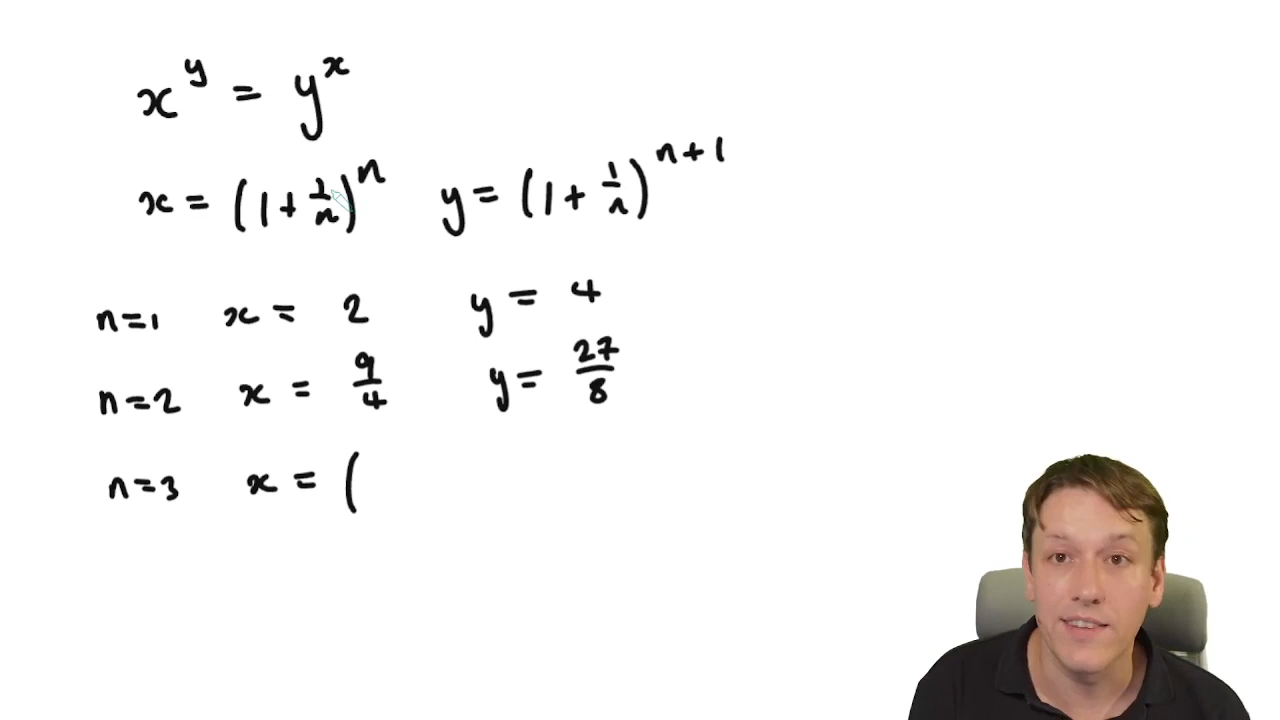 x^y = y^x
x = (1 + 1/n)^n y = (1 + 1/n)^(n+1)
n=1 x = 2 y = 4
n=2 x = 9/4 y = 27/8
n=3 x = (